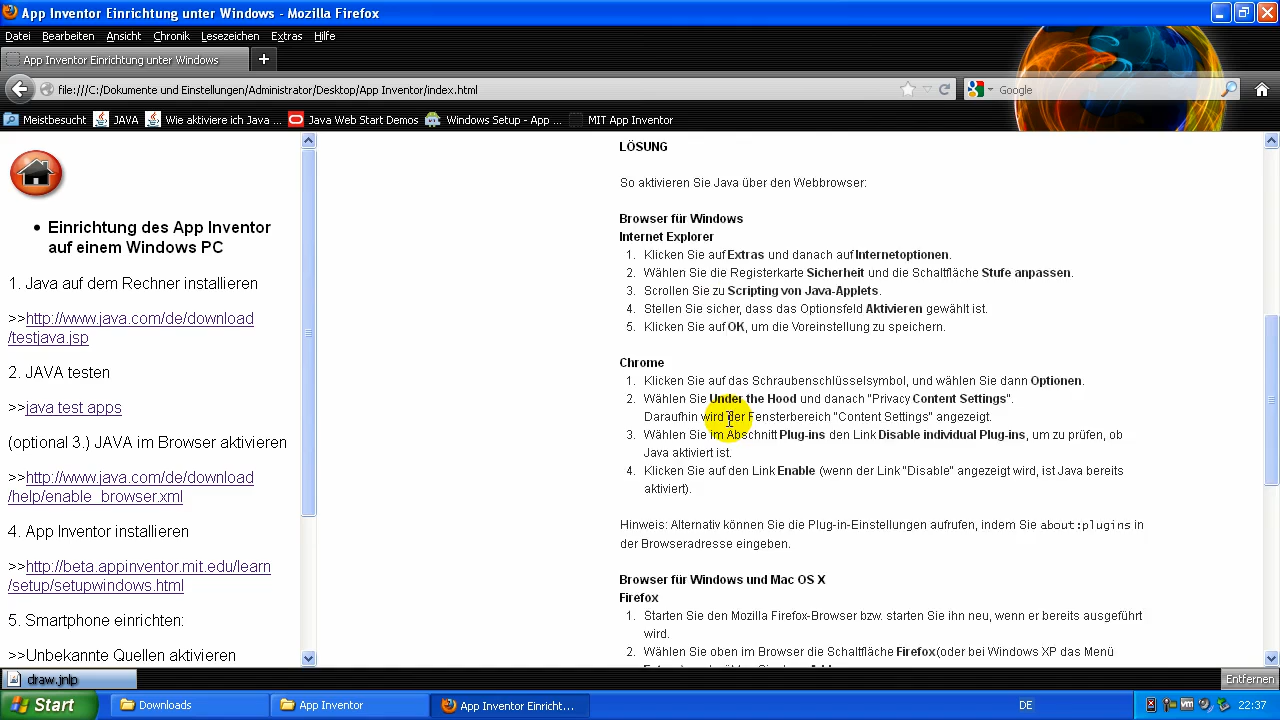 App Inventor Einrichtung unter Windows - Mozilla Firefox
Datei Bearbeiten Ansicht Chronik Lesezeichen Extras Hilfe
App Inventor Einrichtung unter Windows
file:///C:/Dokumente und Einstellungen/Administrator/Desktop/App Inventor/index.html
Google
Meistbesucht JAVA Wie aktiviere ich Java ... Java Web Start Demos Windows Setup - App ... MIT App Inventor
• Einrichtung des App Inventor
auf einem Windows PC
1. Java auf dem Rechner installieren
>>http://www.java.com/de/download
/testjava.jsp
2. JAVA testen
>>java test apps
(optional 3.) JAVA im Browser aktivieren
>>http://www.java.com/de/download
/help/enable_browser.xml
4. App Inventor installieren
>>http://beta.appinventor.mit.edu/learn
/setup/setupwindows.html
5. Smartphone einrichten:
>>Unbekannte Quellen aktivieren
LÖSUNG
So aktivieren Sie Java über den Webbrowser:
Browser für Windows
Internet Explorer
1. Klicken Sie auf Extras und danach auf Internetoptionen.
2. Wählen Sie die Registerkarte Sicherheit und die Schaltfläche Stufe anpassen.
3. Scrollen Sie zu Scripting von Java-Applets.
4. Stellen Sie sicher, dass das Optionsfeld Aktivieren gewählt ist.
5. Klicken Sie auf OK, um die Voreinstellung zu speichern.
Chrome
1. Klicken Sie auf das Schraubenschlüsselsymbol, und wählen Sie dann Optionen.
2. Wählen Sie Under the Hood und danach "Privacy Content Settings".
Daraufhin wird der Fensterbereich "Content Settings" angezeigt.
3. Wählen Sie im Abschnitt Plug-ins den Link Disable individual Plug-ins, um zu prüfen, ob
Java aktiviert ist.
4. Klicken Sie auf den Link Enable (wenn der Link "Disable" angezeigt wird, ist Java bereits
aktiviert).
Hinweis: Alternativ können Sie die Plug-in-Einstellungen aufrufen, indem Sie about:plugins in
der Browseradresse eingeben.
Browser für Windows und Mac OS X
Firefox
1. Starten Sie den Mozilla Firefox-Browser bzw. starten Sie ihn neu, wenn er bereits ausgeführt
wird.
2. Wählen Sie oben im Browser die Schaltfläche Firefox(oder bei Windows XP das Menü
draw.jnlp
Entfernen
Start Downloads App Inventor App Inventor Einricht... DE 22:37